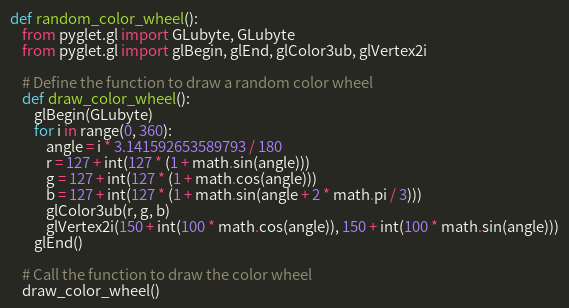 def random_color_wheel():
    from pyglet.gl import GLubyte, GLubyte
    from pyglet.gl import glBegin, glEnd, glColor3ub, glVertex2i

    # Define the function to draw a random color wheel
    def draw_color_wheel():
        glBegin(GLubyte)
        for i in range(0, 360):
            angle = i * 3.141592653589793 / 180
            r = 127 + int(127 * (1 + math.sin(angle)))
            g = 127 + int(127 * (1 + math.cos(angle)))
            b = 127 + int(127 * (1 + math.sin(angle + 2 * math.pi / 3)))
            glColor3ub(r, g, b)
            glVertex2i(150 + int(100 * math.cos(angle)), 150 + int(100 * math.sin(angle)))
        glEnd()

    # Call the function to draw the color wheel
    draw_color_wheel()